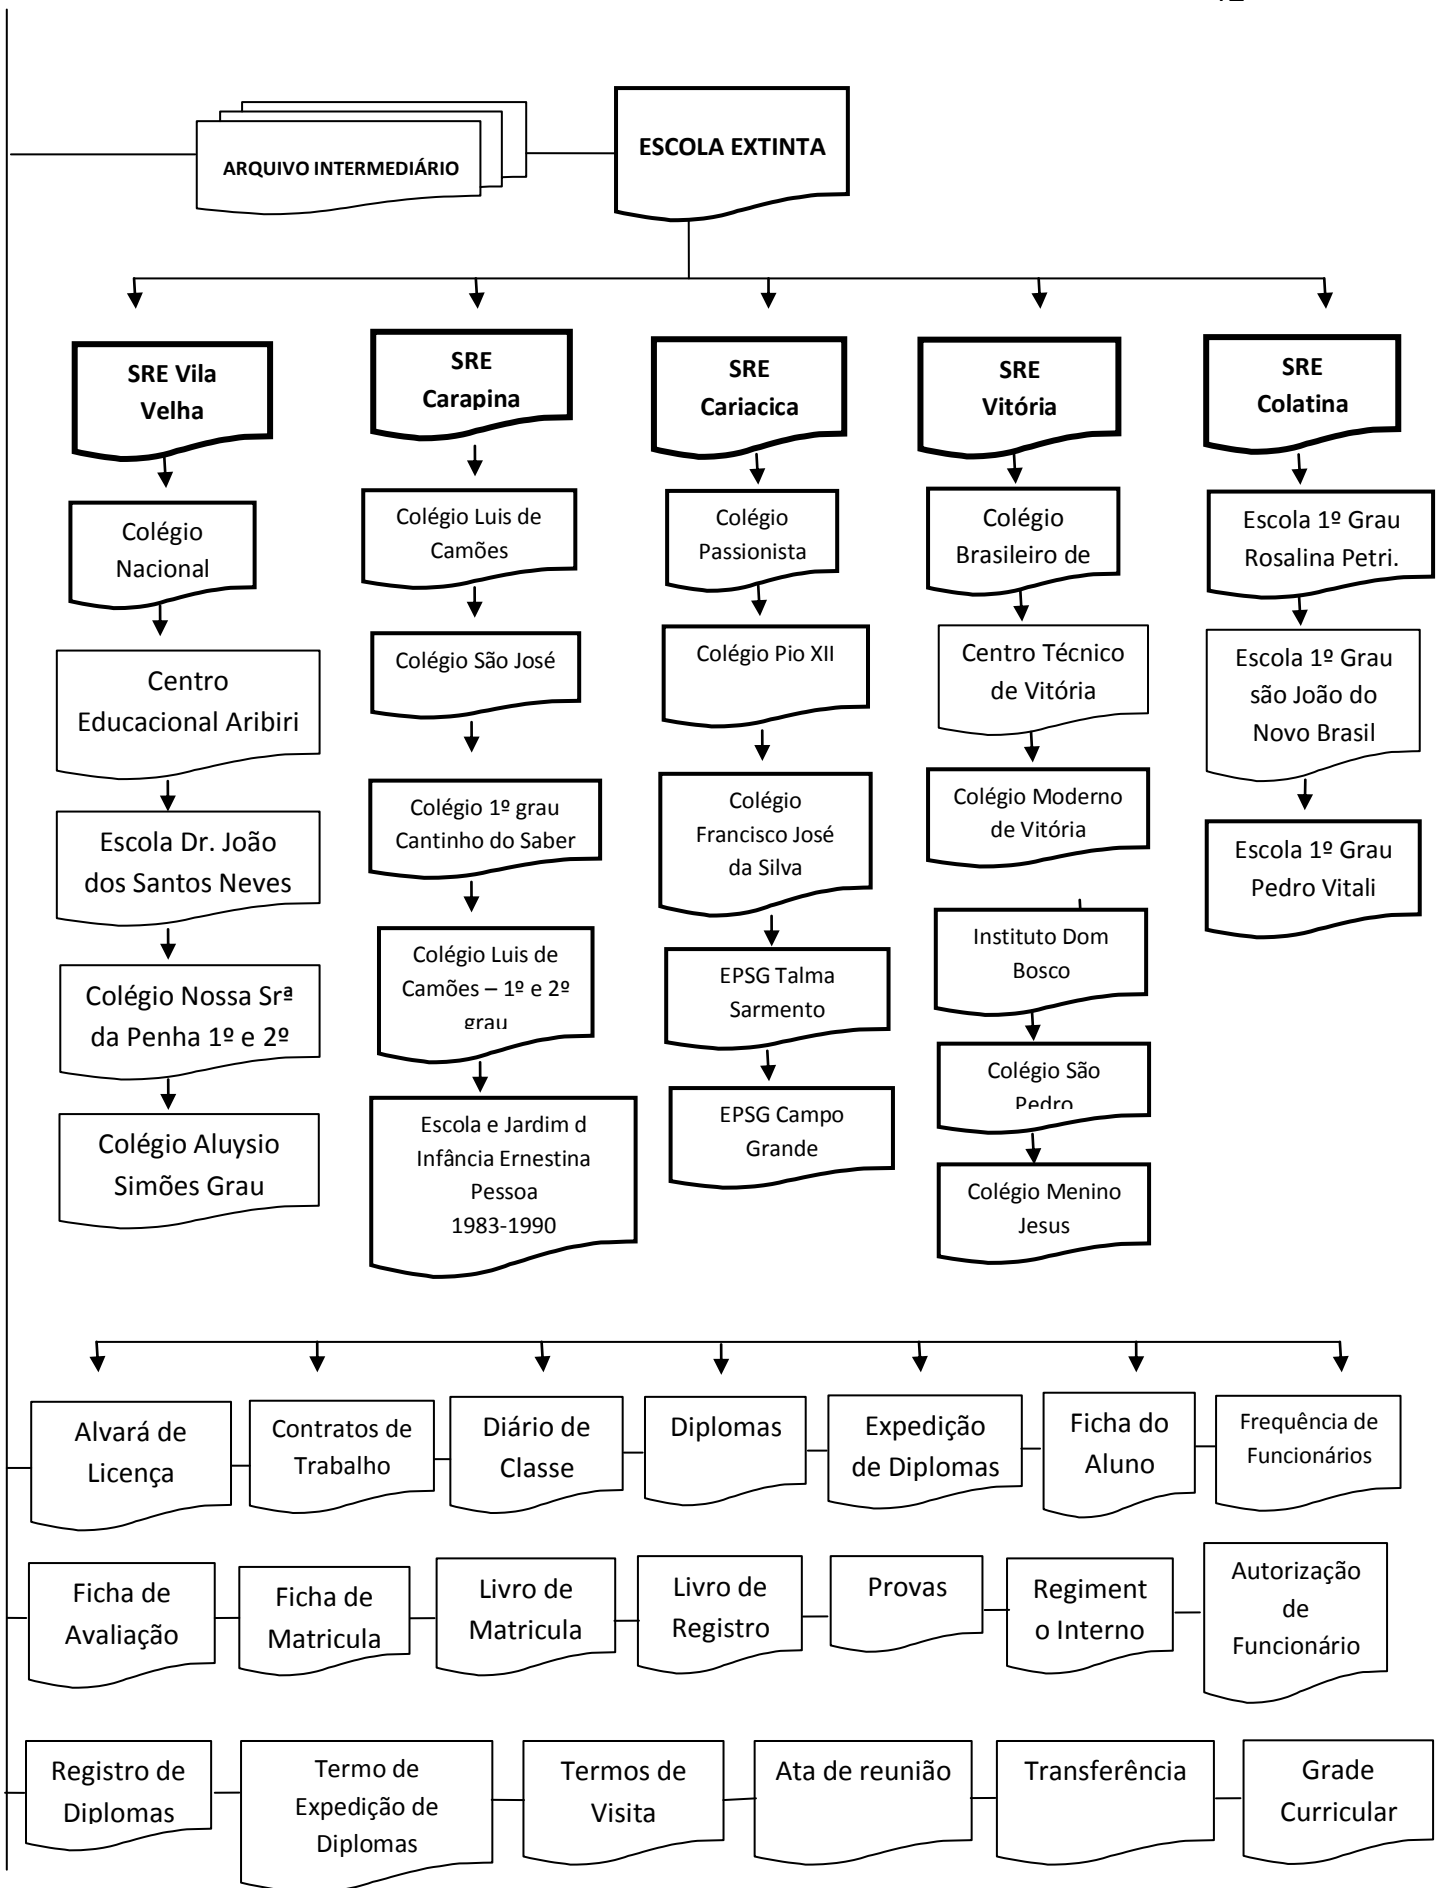 ARQUIVO INTERMEDIÁRIO
ESCOLA EXTINTA
SRE Vila
Velha
SRE
Carapina
SRE
Cariacica
SRE
Vitória
SRE
Colatina
Colégio
Nacional
Colégio Luis de
Camões
Colégio
Passionista
Colégio
Brasileiro de
Escola 1º Grau
Rosalina Petri.
Centro
Educacional Aribiri
Colégio São José
Colégio Pio XII
Centro Técnico
de Vitória
Escola 1º Grau
são João do
Novo Brasil
Escola Dr. João
dos Santos Neves
Colégio 1º grau
Cantinho do Saber
Colégio
Francisco José
da Silva
Colégio Moderno
de Vitória
Escola 1º Grau
Pedro Vitali
Colégio Nossa Srª
da Penha 1º e 2º
Colégio Luis de
Camões – 1º e 2º
grau
EPSG Talma
Sarmento
Instituto Dom
Bosco
Colégio Aluysio
Simões Grau
Escola e Jardim d
Infância Ernestina
Pessoa
1983-1990
EPSG Campo
Grande
Colégio São
Pedro
Colégio Menino
Jesus
Alvará de
Licença
Contratos de
Trabalho
Diário de
Classe
Diplomas
Expedição
de Diplomas
Ficha do
Aluno
Frequência de
Funcionários
Ficha de
Avaliação
Ficha de
Matricula
Livro de
Matricula
Livro de
Registro
Provas
Regiment
o Interno
Autorização
de
Funcionário
Registro de
Diplomas
Termo de
Expedição de
Diplomas
Termos de
Visita
Ata de reunião
Transferência
Grade
Curricular